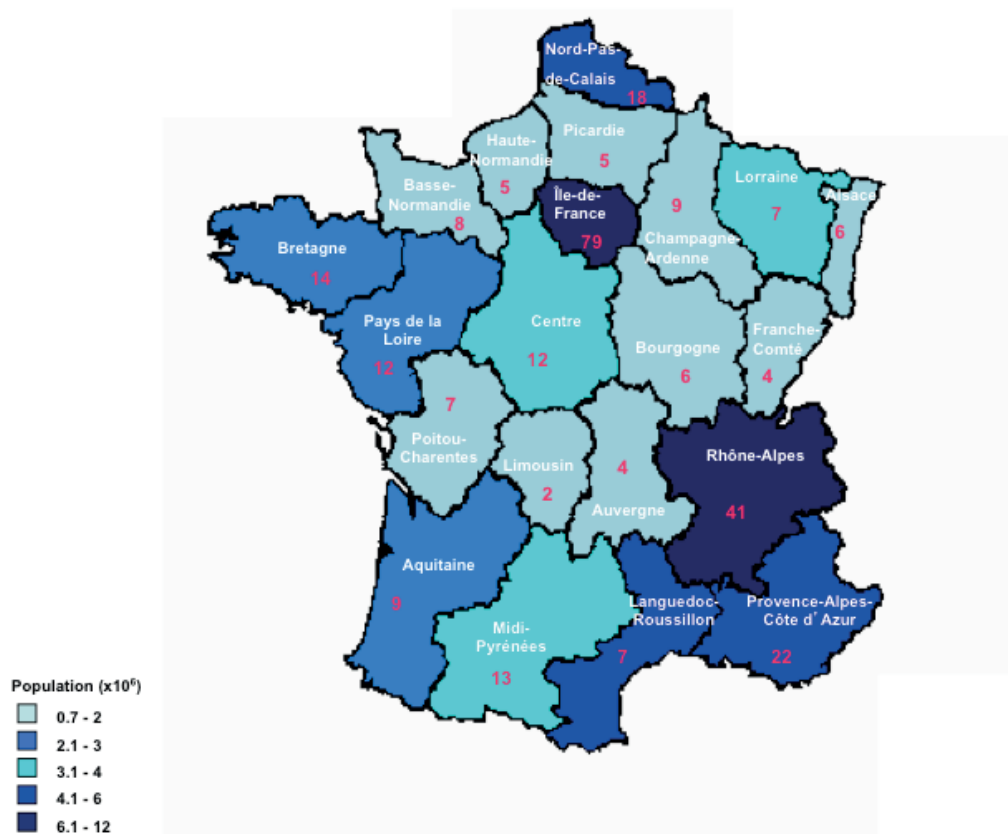 Nord-Pas-
de-Calais
18
Picardie
5
Haute-
Normandie
5
Basse-
Normandie
8
Île-de-
France
79
9
Champagne-
Ardenne
Lorraine
7
Alsace
6
Bretagne
14
Pays de la
Loire
12
Centre
12
Bourgogne
6
Franche-
Comté
4
7
Poitou-
Charentes
Limousin
2
4
Auvergne
Rhône-Alpes
41
Aquitaine
9
Midi-
Pyrénées
13
Languedoc-
Roussillon
7
Provence-Alpes-
Côte d´Azur
22
Population (x10⁶)
0.7 - 2
2.1 - 3
3.1 - 4
4.1 - 6
6.1 - 12